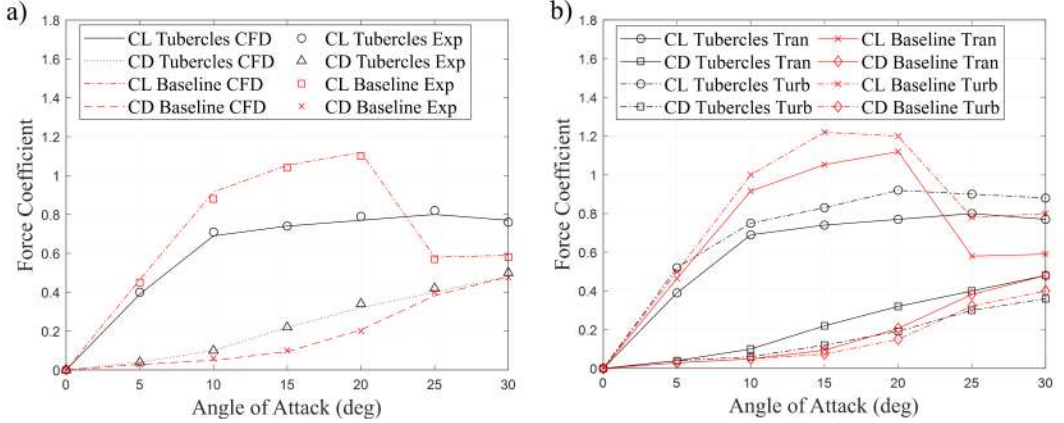 a)
1.8
1.6
1.4
1.2
1
0.8
0.6
0.4
0.2
0
Force Coefficient
CL Tubercles CFD
CD Tubercles CFD
CL Baseline CFD
CD Baseline CFD
CL Tubercles Exp
CD Tubercles Exp
CL Baseline Exp
CD Baseline Exp
0 5 10 15 20 25 30
Angle of Attack (deg)
b)
1.8
1.6
1.4
1.2
1
0.8
0.6
0.4
0.2
0
Force Coefficient
CL Tubercles Tran
CD Tubercles Tran
CL Tubercles Turb
CD Tubercles Turb
CL Baseline Tran
CD Baseline Tran
CL Baseline Turb
CD Baseline Turb
0 5 10 15 20 25 30
Angle of Attack (deg)